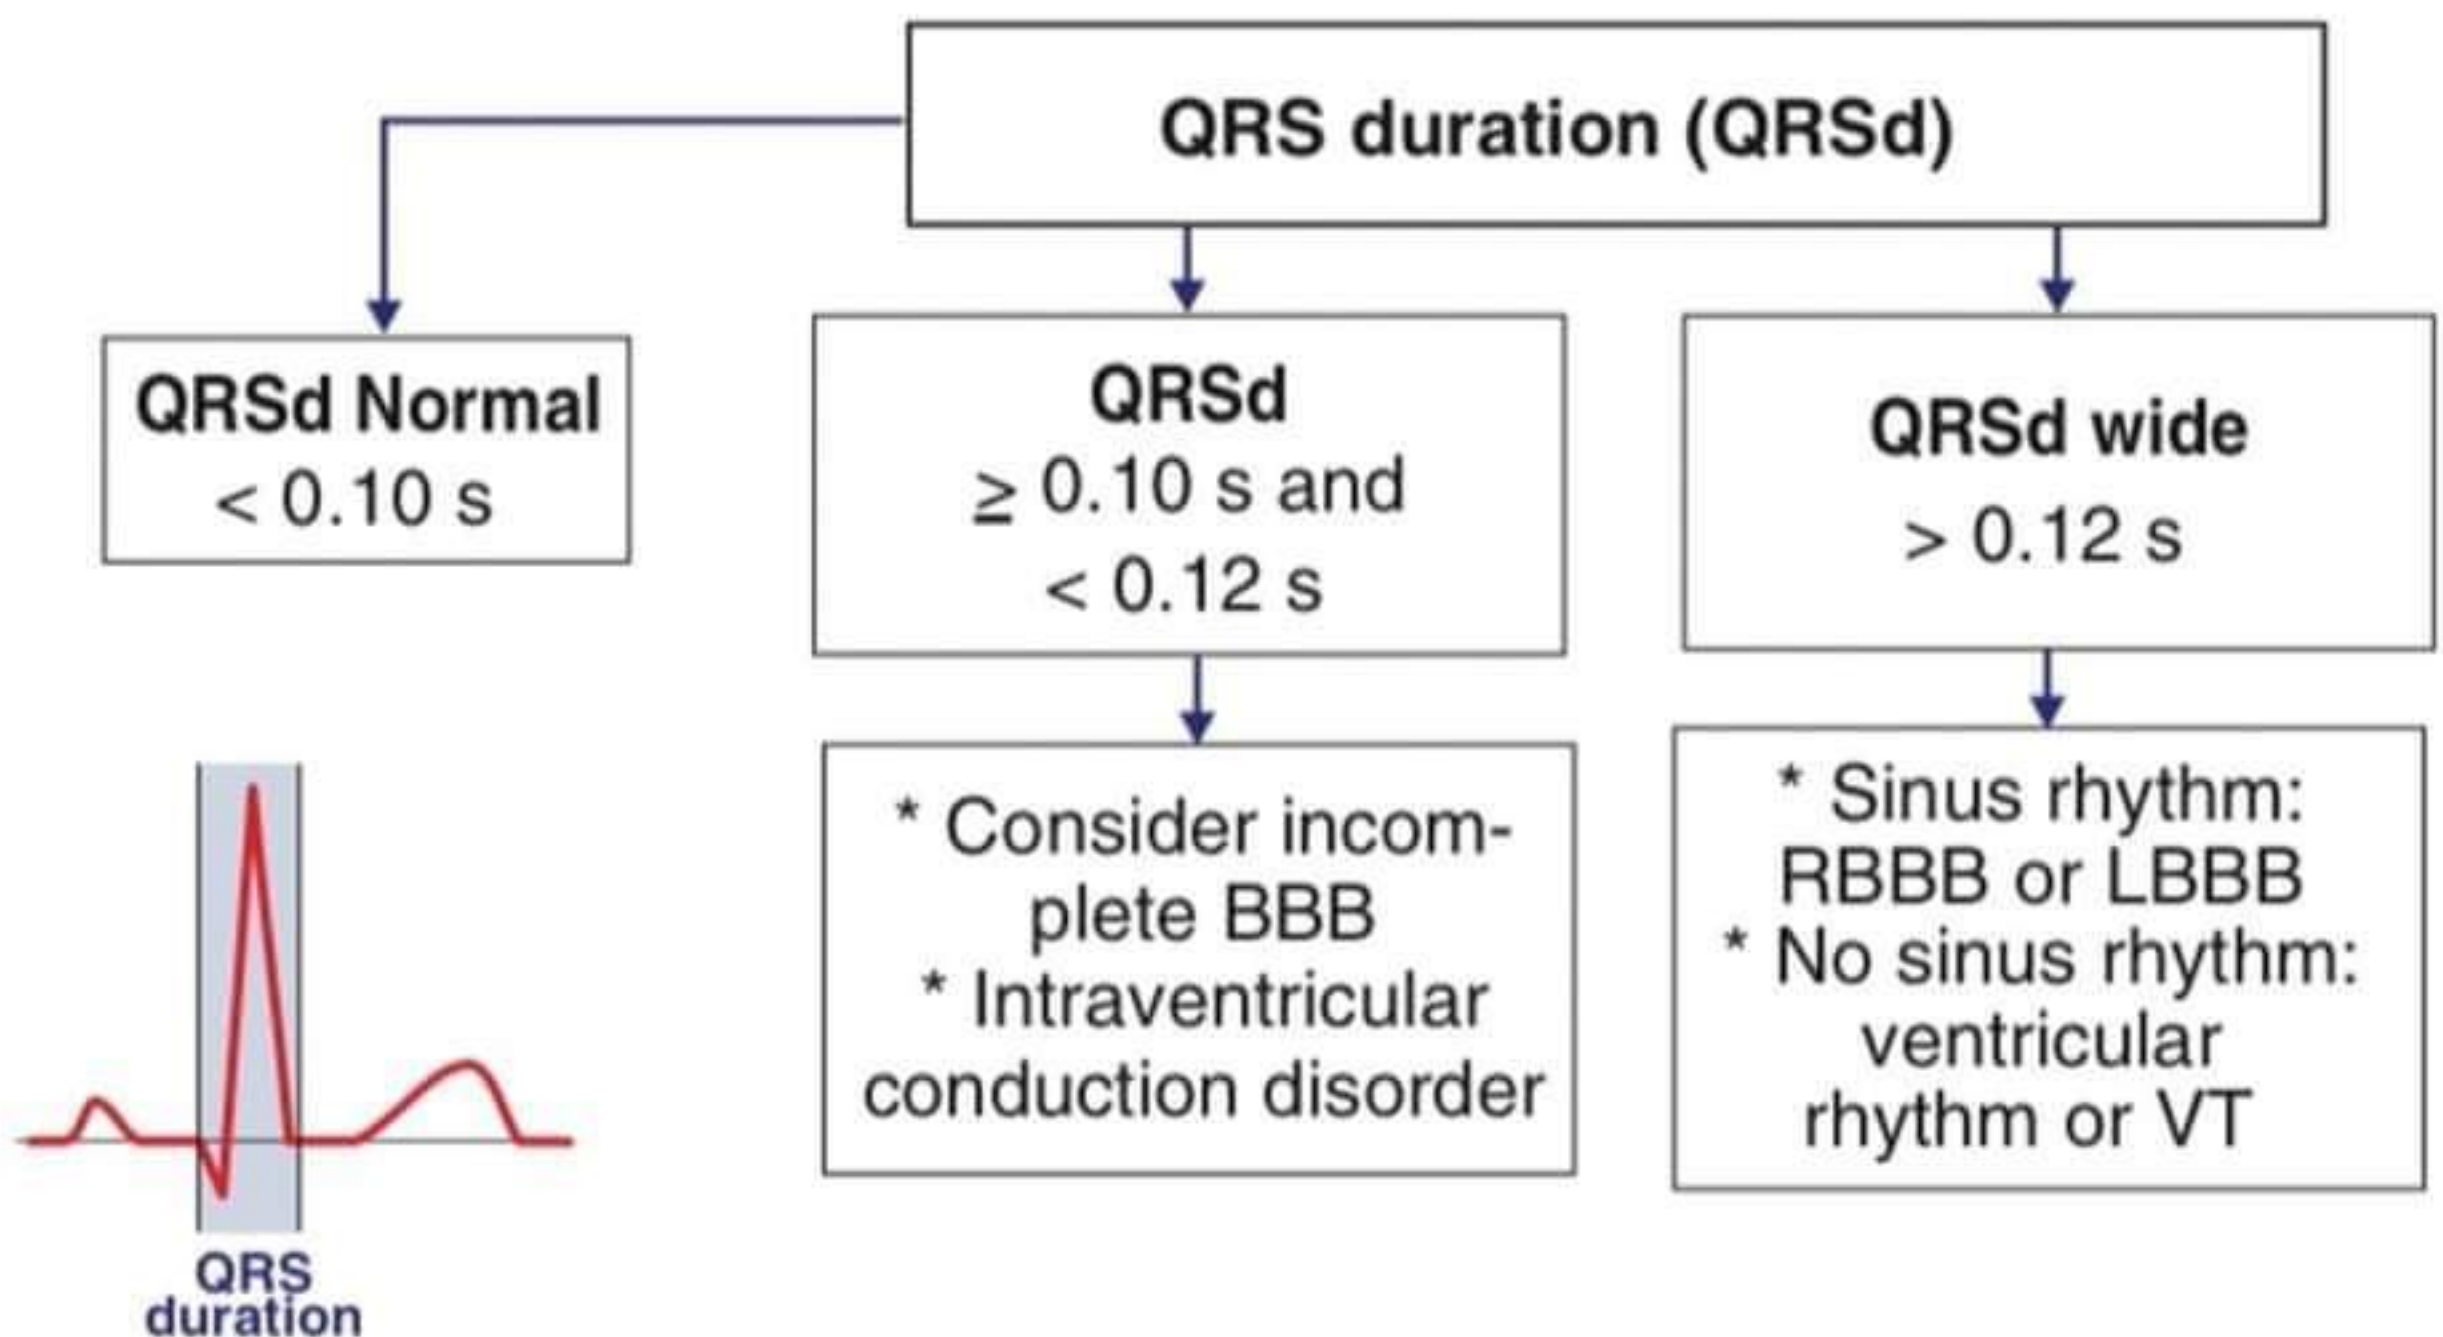 QRS duration (QRSd)
QRSd Normal
< 0.10 s
QRSd
≥ 0.10 s and
< 0.12 s
QRSd wide
> 0.12 s
* Consider incom-
plete BBB
* Intraventricular
conduction disorder
* Sinus rhythm:
RBBB or LBBB
* No sinus rhythm:
ventricular
rhythm or VT
QRS
duration